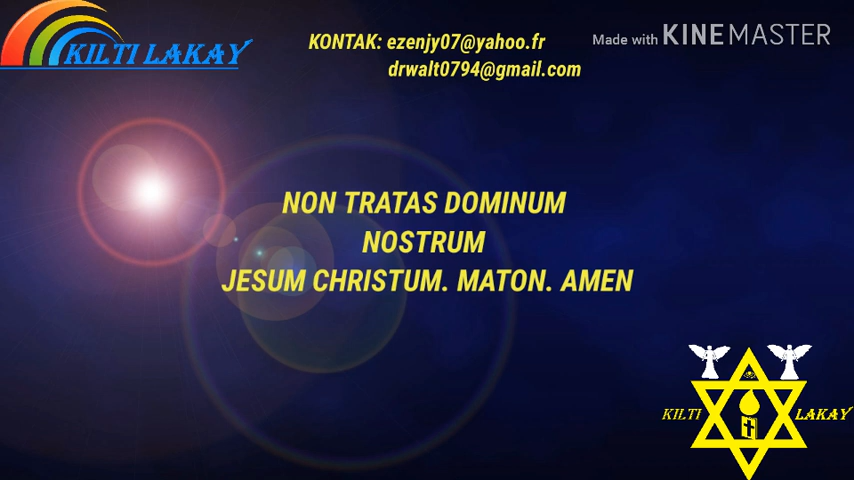 KILTI LAKAY
KONTAK: ezenjy07@yahoo.fr
drwalt0794@gmail.com
Made with KINEMASTER
NON TRATAS DOMINUM
NOSTRUM
JESUM CHRISTUM. MATON. AMEN
KILTI LAKAY